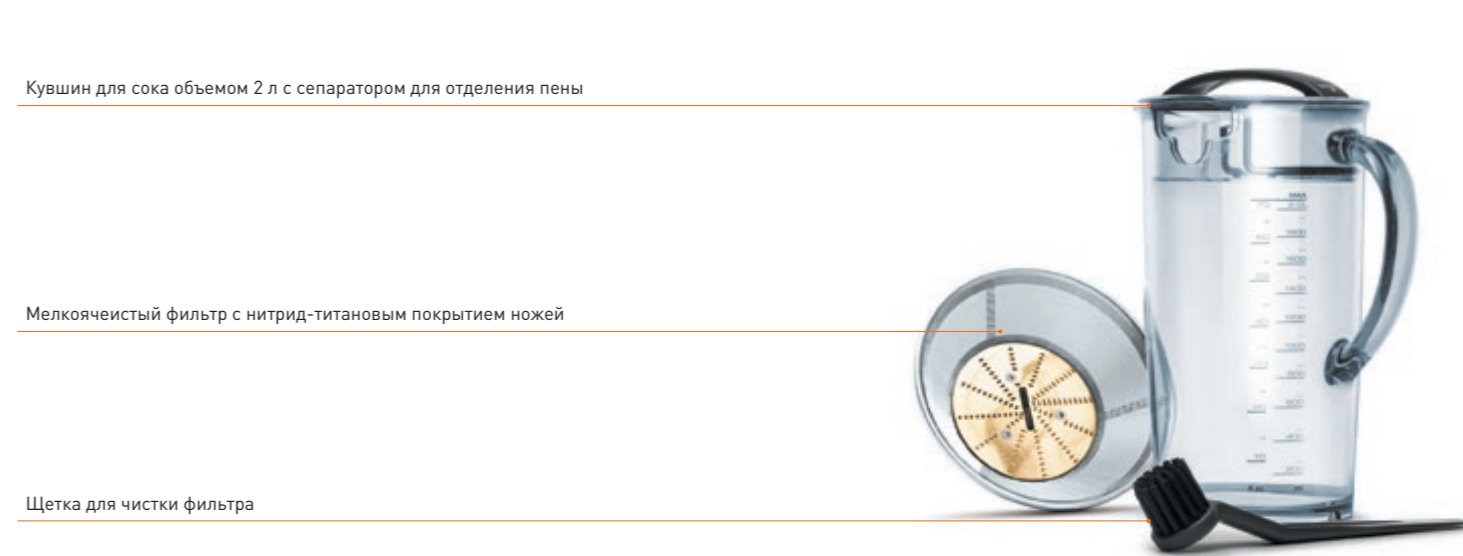 Кувшин для сока объемом 2 л с сепаратором для отделения пены
Мелкоячеистый фильтр с нитрид-титановым покрытием ножей
Щетка для чистки фильтра